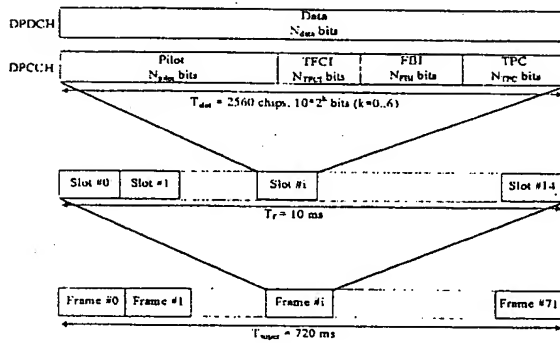 DPDCH
Data
N_data bits
DPCCH
Pilot
N_pilot bits
TFCI
N_TFCI bits
FBI
N_FBI bits
TPC
N_TPC bits
T_slot = 2560 chips, 10*2^k bits (k=0..6)
Slot #0 Slot #1 Slot #i Slot #14
T_f = 10 ms
Frame #0 Frame #1 Frame #i Frame #71
T_super = 720 ms